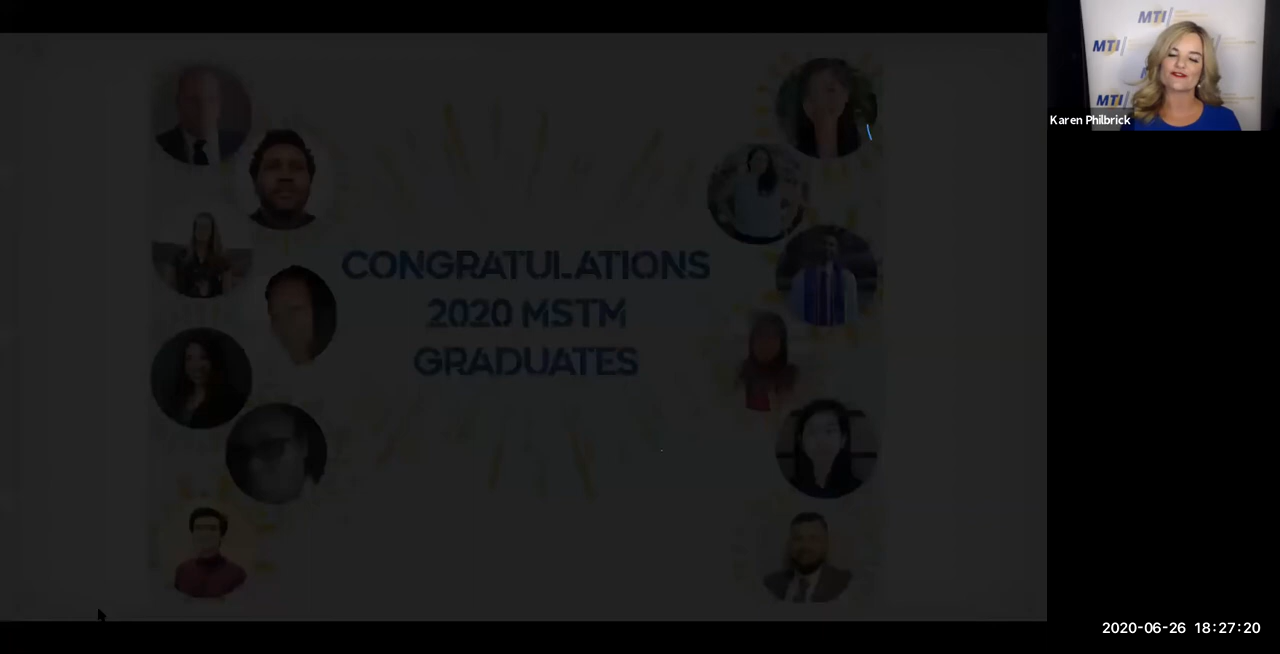 MTI
MTI
MTI
Karen Philbrick
CONGRATULATIONS
2020 MSTM
GRADUATES
2020-06-26 18:27:20